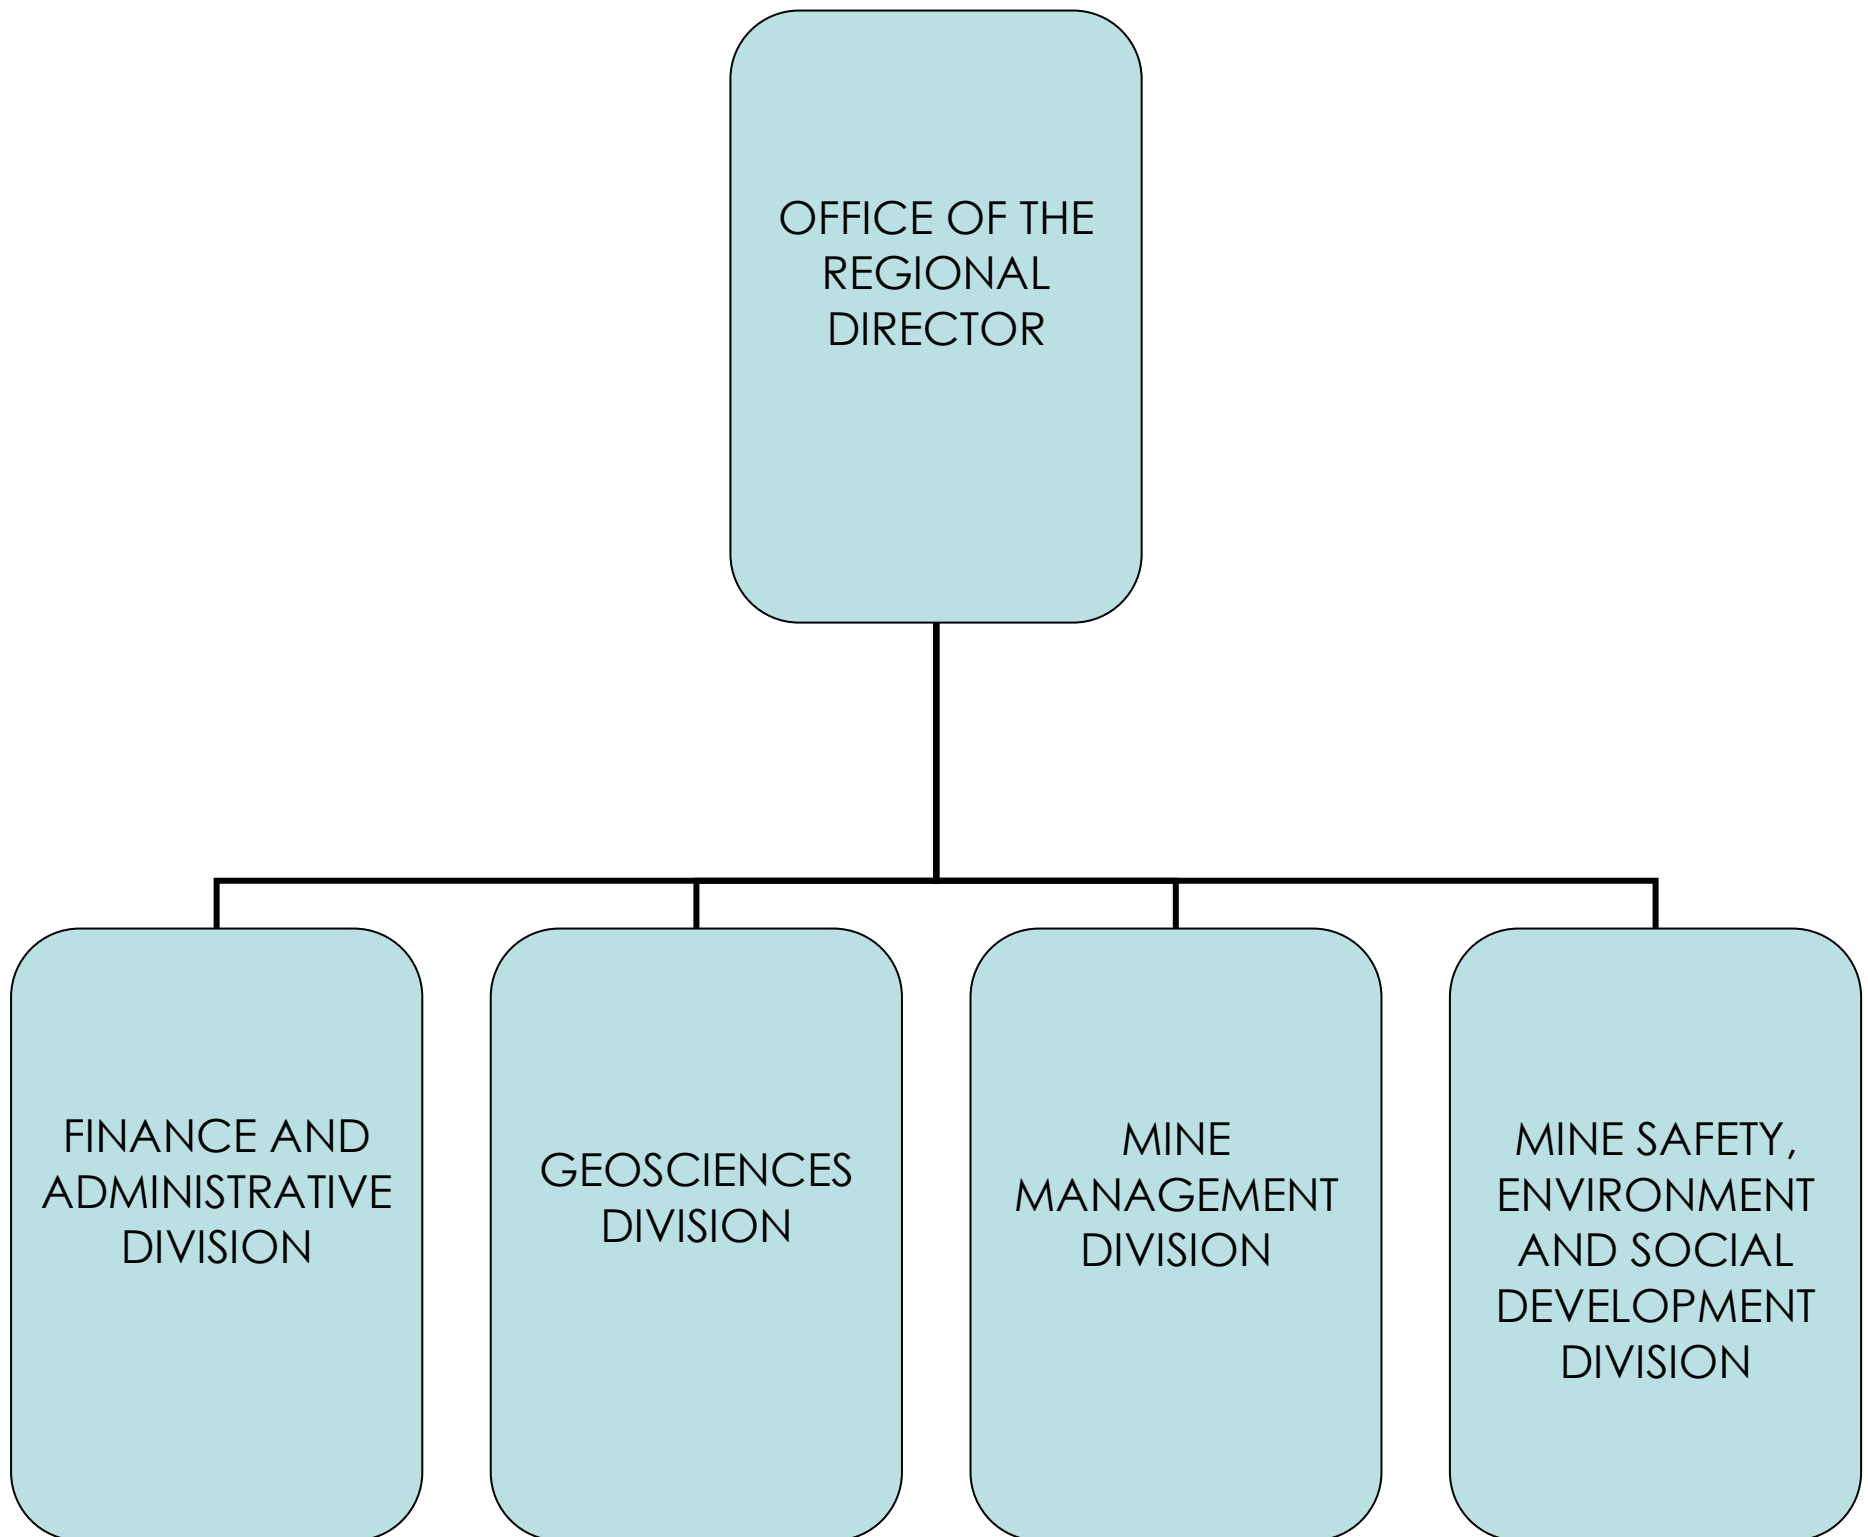 OFFICE OF THE
REGIONAL
DIRECTOR
FINANCE AND
ADMINISTRATIVE
DIVISION
GEOSCIENCES
DIVISION
MINE
MANAGEMENT
DIVISION
MINE SAFETY,
ENVIRONMENT
AND SOCIAL
DEVELOPMENT
DIVISION